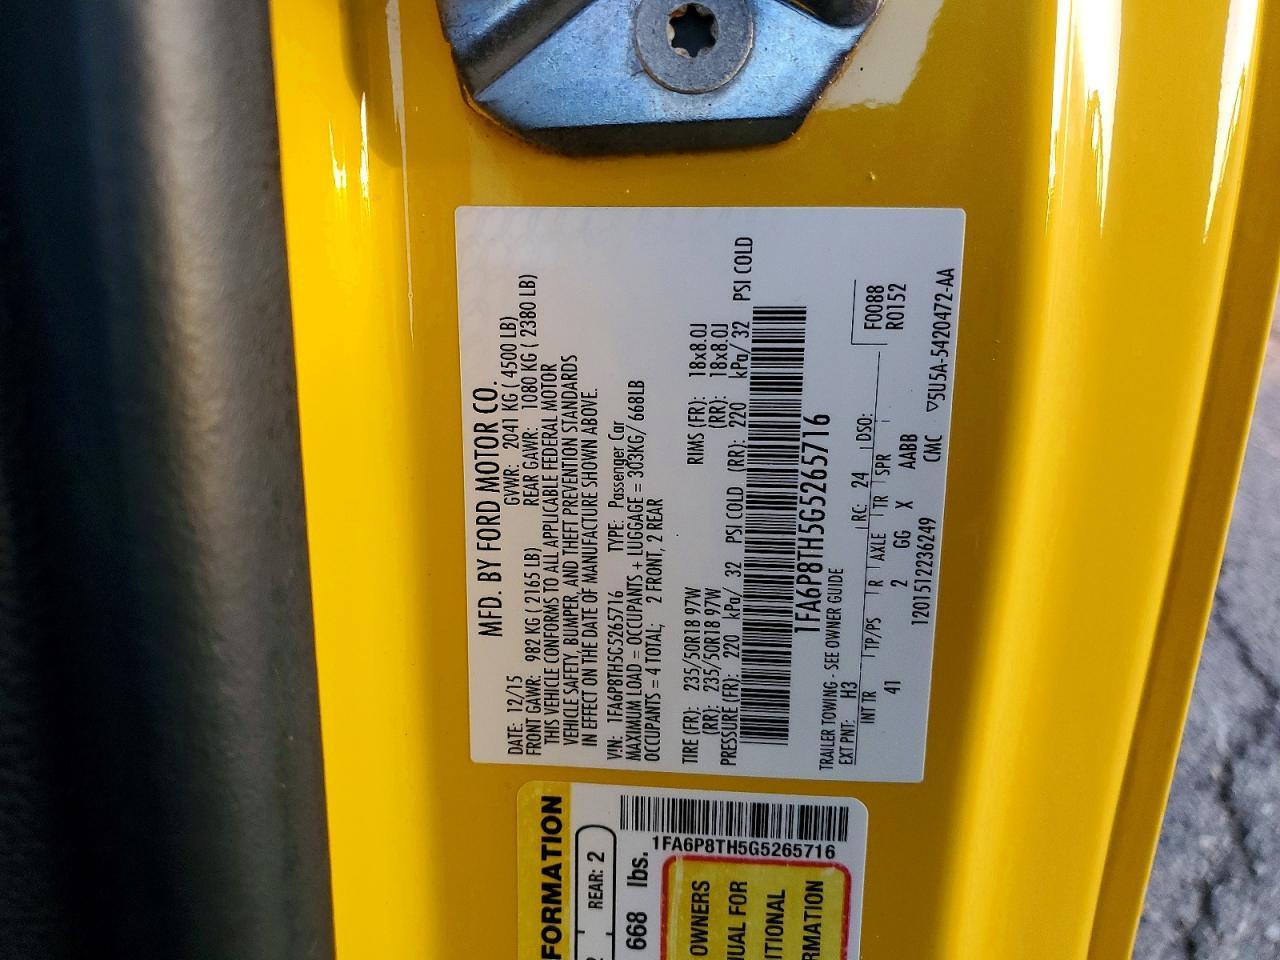 MFD. BY FORD MOTOR CO.
DATE: 12/15 GVWR: 2041 KG ( 4500 LB)
FRONT GAWR: 982 KG ( 2165 LB) REAR GAWR: 1080 KG ( 2380 LB)
THIS VEHICLE CONFORMS TO ALL APPLICABLE FEDERAL MOTOR
VEHICLE SAFETY, BUMPER, AND THEFT PREVENTION STANDARDS
IN EFFECT ON THE DATE OF MANUFACTURE SHOWN ABOVE.
VIN: 1FA6P8TH5G5265716 TYPE: Passenger Car
MAXIMUM LOAD = OCCUPANTS + LUGGAGE = 303KG/ 668LB
OCCUPANTS = 4 TOTAL; 2 FRONT, 2 REAR
TIRE (FR): 235/50R18 97W RIMS (FR): 18x8.0J
(RR): 235/50R18 97W (RR): 18x8.0J
PRESSURE (FR): 220 kPa/ 32 PSI COLD (RR): 220 kPa/ 32 PSI COLD
1FA6P8TH5G5265716
TRAILER TOWING - SEE OWNER GUIDE
EXT PNT: H3 RC: 24 DSO: F0088
R0152
INT TR TP/PS R AXLE TR SPR
41 2 GG X AABB
1201512236249 CMC ▽5U5A-5420472-AA
FORMATION
REAR: 2
668 lbs.
1FA6P8TH5G5265716
OWNERS
UAL FOR
ITIONAL
RMATION